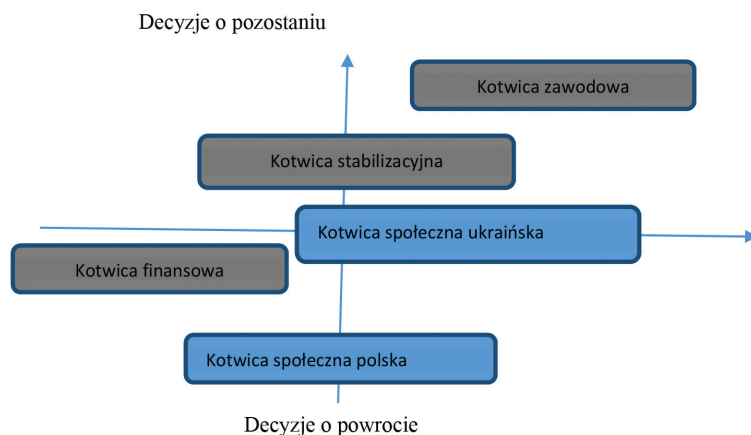 Decyzje o pozostaniu
Kotwica zawodowa
Kotwica stabilizacyjna
Kotwica społeczna ukraińska
Kotwica finansowa
Kotwica społeczna polska
Decyzje o powrocie